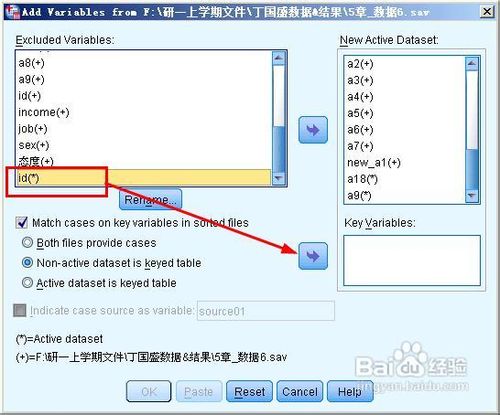 Add Variables from F:\研一上学期文件\丁国盛数据&结果\5章_数据6.sav
Excluded Variables:
New Active Dataset:
a8(+)
a9(+)
id(+)
income(+)
job(+)
sex(+)
态度(+)
id(*)
a2(+)
a3(+)
a4(+)
a5(+)
a6(+)
a7(+)
new_a1(+)
a18(*)
a9(*)
Rename...
Match cases on key variables in sorted files
Key Variables:
Both files provide cases
Non-active dataset is keyed table
Active dataset is keyed table
Indicate case source as variable: source01
(*)=Active dataset
(+)=F:\研一上学期文件\丁国盛数据&结果\5章_数据6.sav
OK Paste Reset Cancel Help
Baidu经验
jingyan.baidu.com